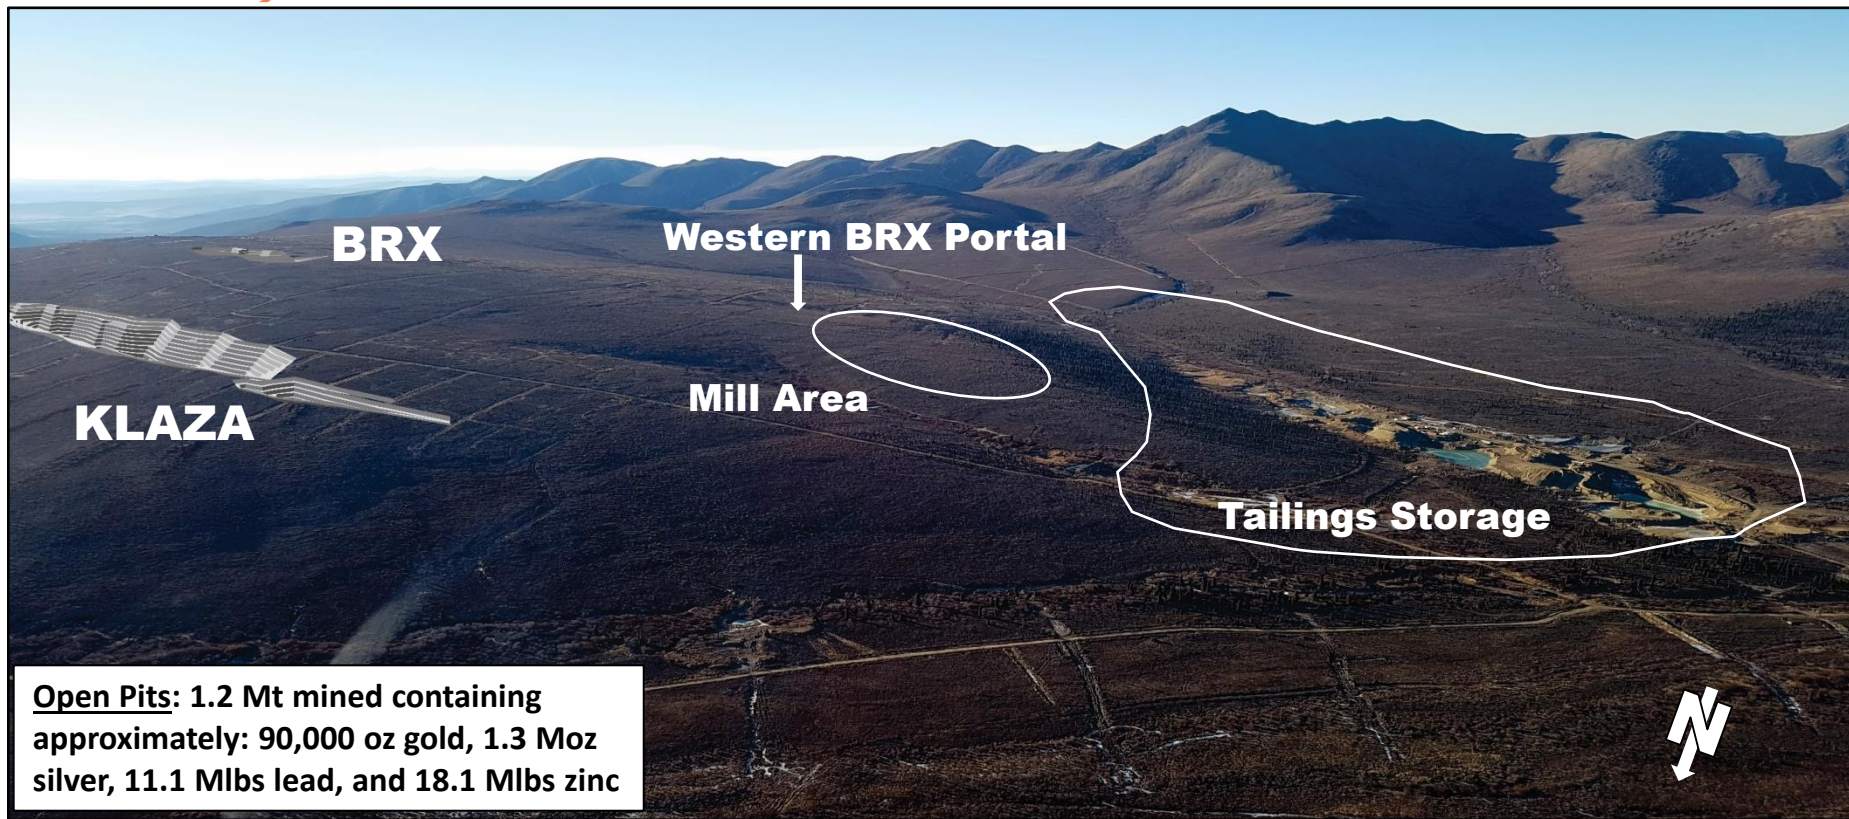 BRX
Western BRX Portal
KLAZA
Mill Area
Tailings Storage
Open Pits: 1.2 Mt mined containing
approximately: 90,000 oz gold, 1.3 Moz
silver, 11.1 Mlbs lead, and 18.1 Mlbs zinc
N